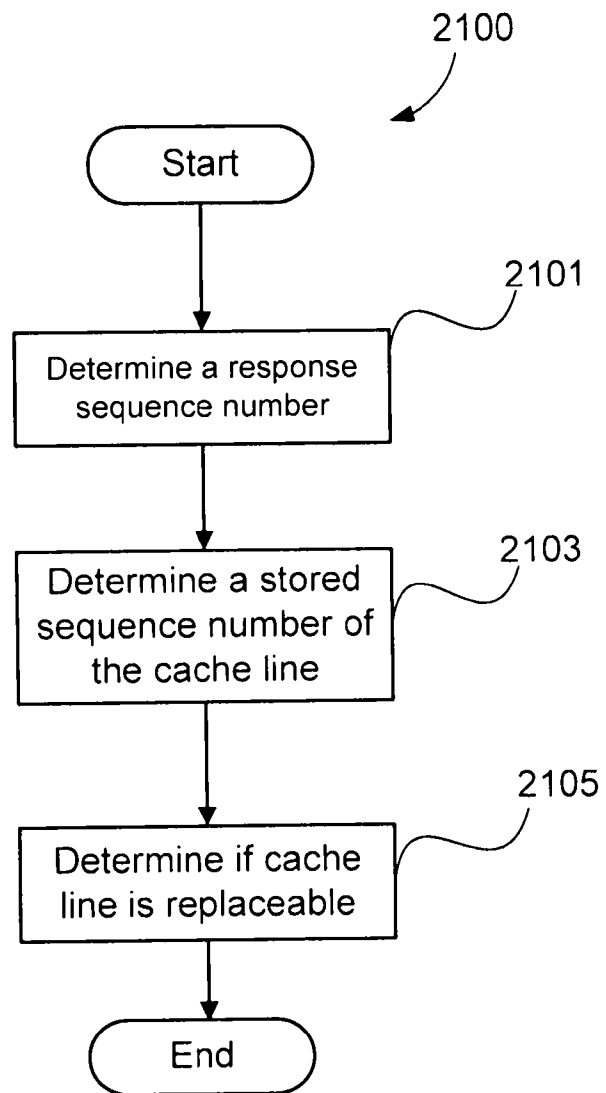 2100
Start
2101
Determine a response
sequence number
2103
Determine a stored
sequence number of
the cache line
2105
Determine if cache
line is replaceable
End